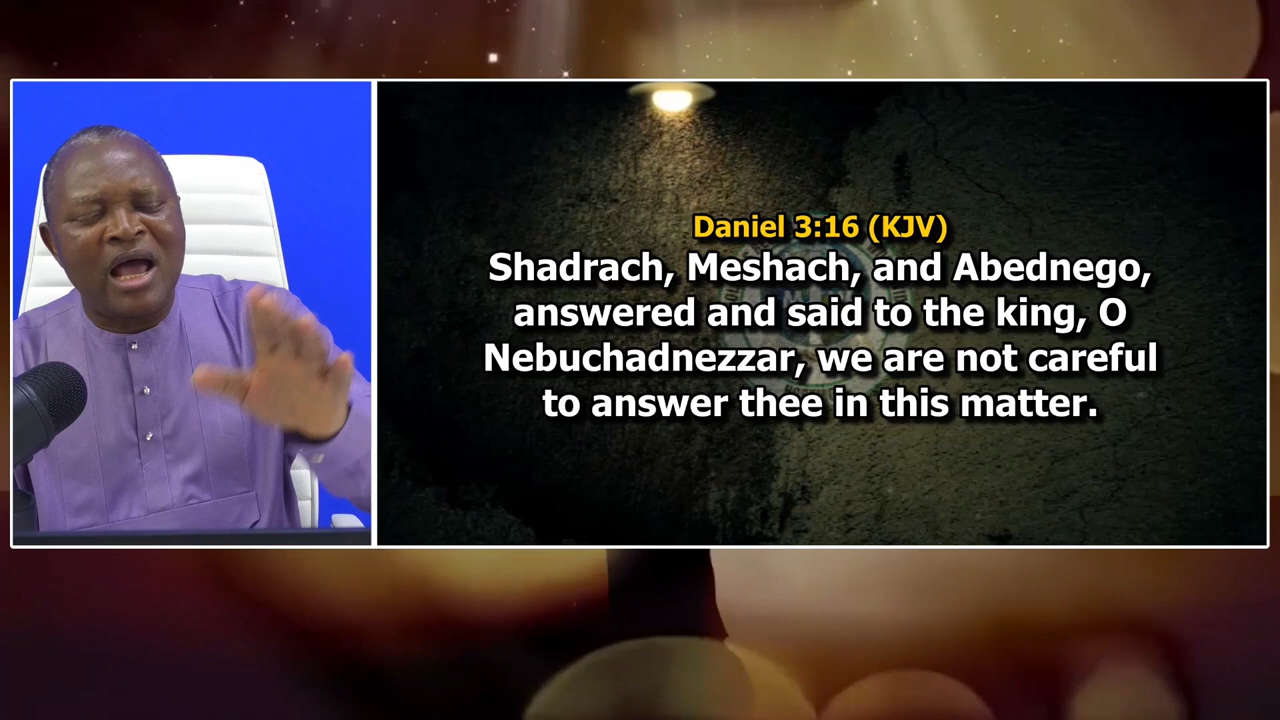 Daniel 3:16 (KJV)
Shadrach, Meshach, and Abednego,
answered and said to the king, O
Nebuchadnezzar, we are not careful
to answer thee in this matter.